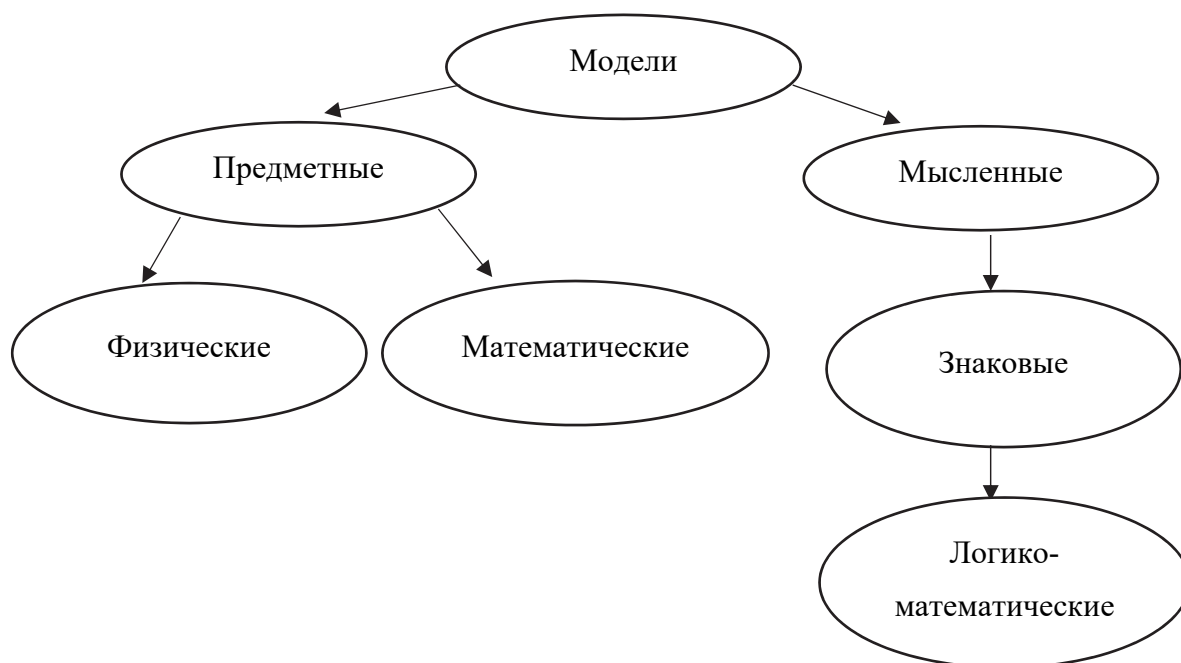 Модели
Предметные
Мысленные
Физические
Математические
Знаковые
Логико-
математические